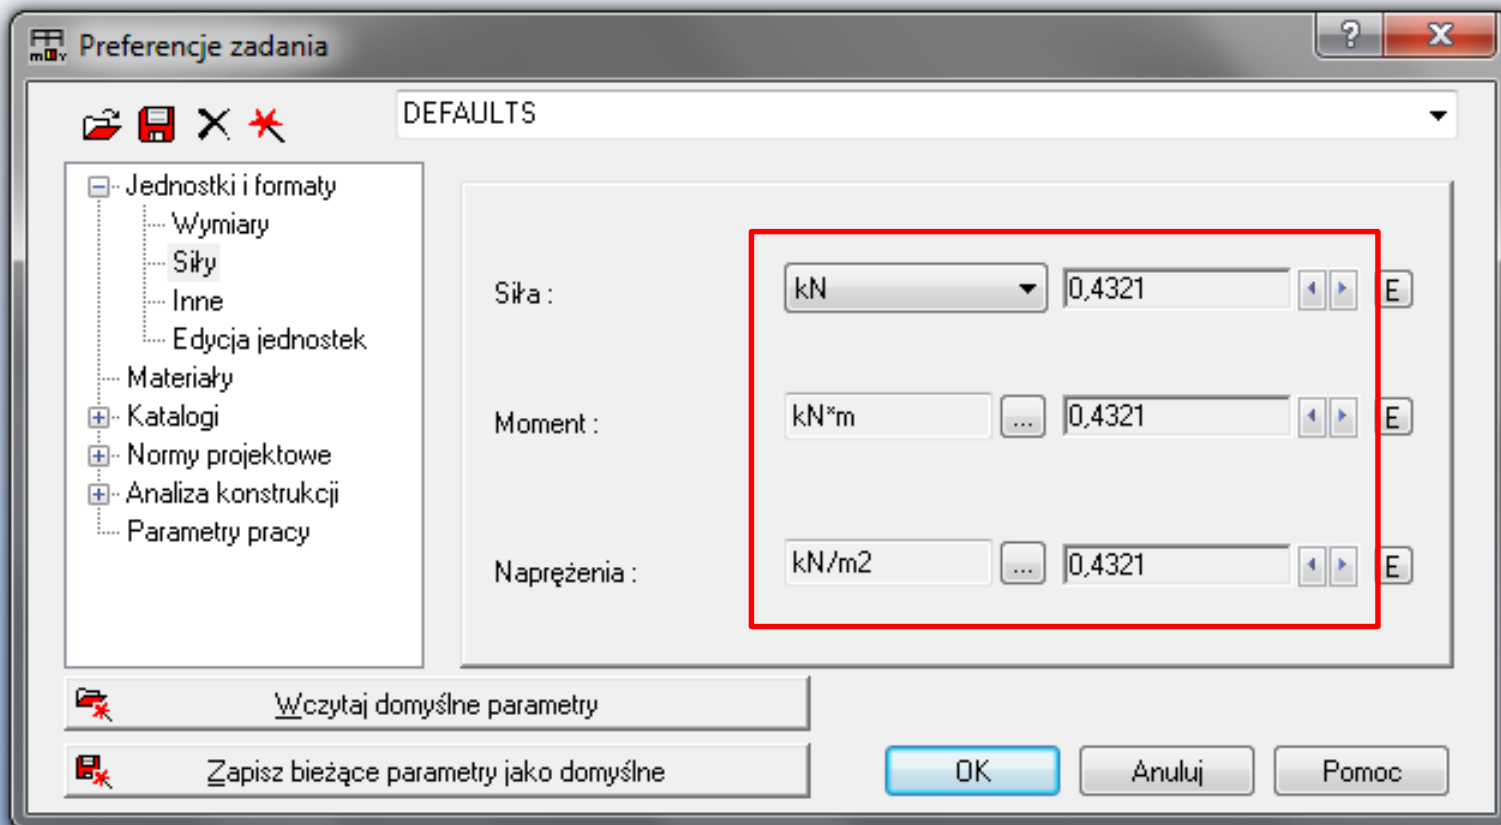 Preferencje zadania
?
DEFAULTS
Jednostki i formaty
Wymiary
Siły
Inne
Edycja jednostek
Materiały
Katalogi
Normy projektowe
Analiza konstrukcji
Parametry pracy
Siła : kN 0,4321 E
Moment : kN*m ... 0,4321 E
Naprężenia : kN/m2 ... 0,4321 E
Wczytaj domyślne parametry
Zapisz bieżące parametry jako domyślne
OK Anuluj Pomoc